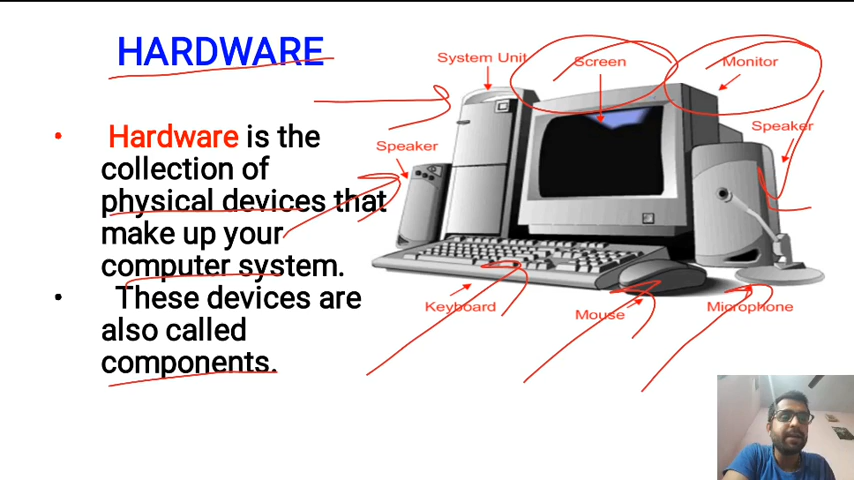 HARDWARE
• Hardware is the
collection of
physical devices that
make up your
computer system.
• These devices are
also called
components.
System Unit
Screen
Monitor
Speaker
Speaker
Keyboard
Mouse
Microphone